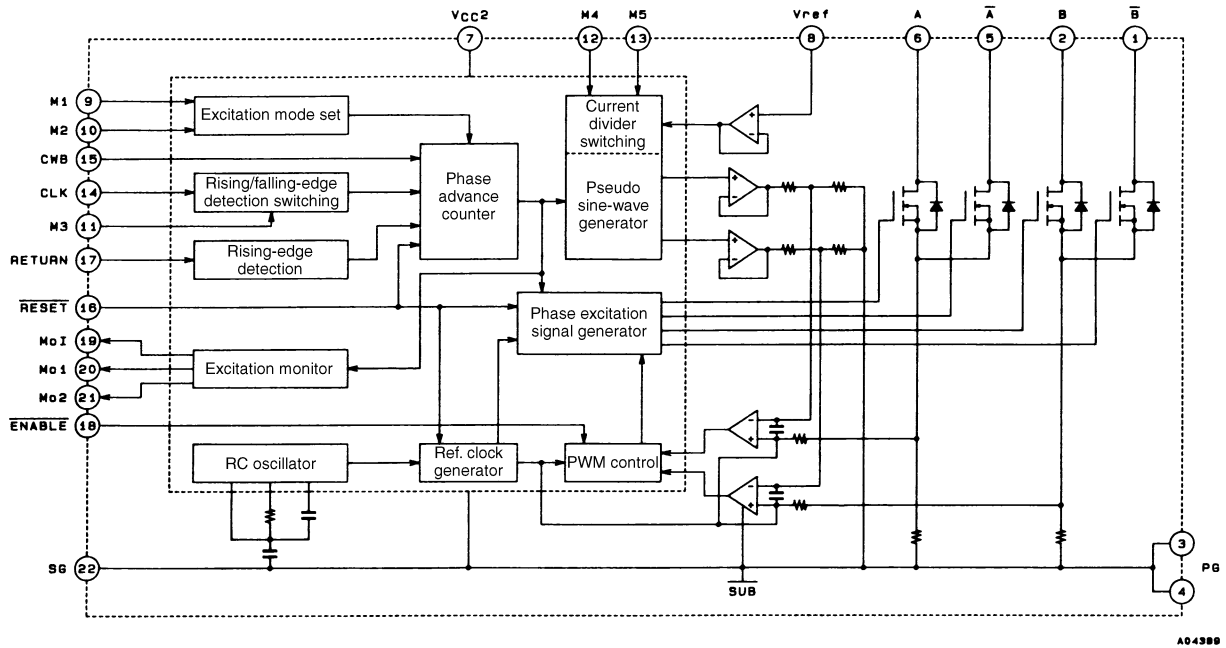 VCC2 M4 M5 Vref A A̅ B B̅
7 12 13 8 6 5 2 1
M1 9
M2 10
CWB 15
CLK 14
M3 11
RETURN 17
R̅E̅S̅E̅T̅ 16
MoI 19
Mo1 20
Mo2 21
E̅N̅A̅B̅L̅E̅ 18
SG 22
Excitation mode set
Rising/falling-edge
detection switching
Rising-edge
detection
Excitation monitor
RC oscillator
Phase
advance
counter
Ref. clock
generator
Current
divider
switching
Pseudo
sine-wave
generator
Phase excitation
signal generator
PWM control
+
-
+
-
+
-
-
+
-
+
SUB
3
PG
4
A04389